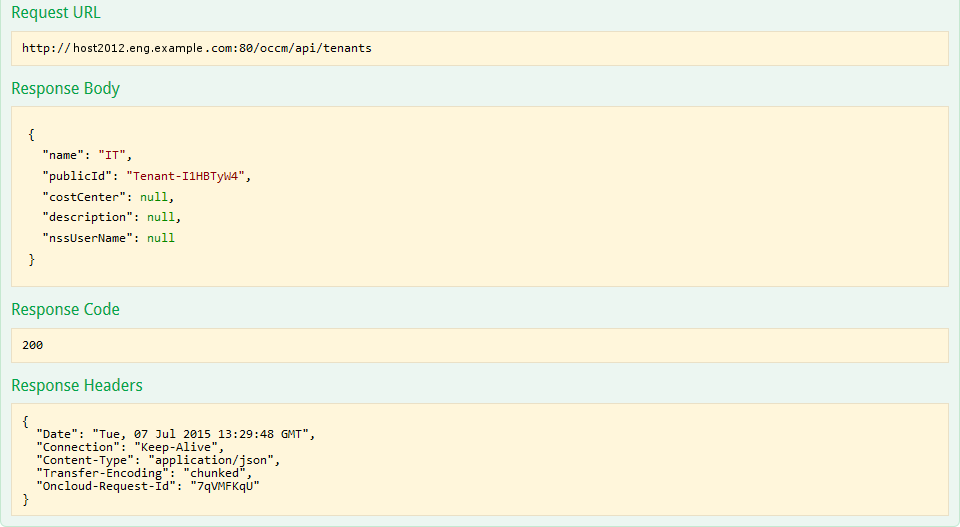 Request URL
http://host2012.eng.example.com:80/occm/api/tenants
Response Body
{
"name": "IT",
"publicId": "Tenant-I1HBTyW4",
"costCenter": null,
"description": null,
"nssUserName": null
}
Response Code
200
Response Headers
{
"Date": "Tue, 07 Jul 2015 13:29:48 GMT",
"Connection": "Keep-Alive",
"Content-Type": "application/json",
"Transfer-Encoding": "chunked",
"Oncloud-Request-Id": "7qVMFKqU"
}